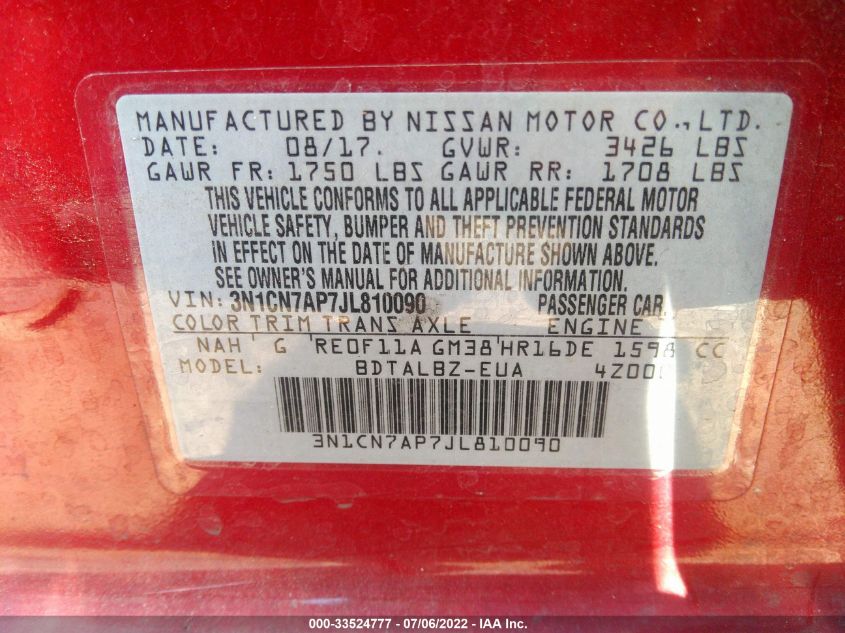 MANUFACTURED BY NISSAN MOTOR CO., LTD.
DATE: 08/17. GVWR: 3426 LBS
GAWR FR: 1750 LBS GAWR RR: 1708 LBS
THIS VEHICLE CONFORMS TO ALL APPLICABLE FEDERAL MOTOR
VEHICLE SAFETY, BUMPER AND THEFT PREVENTION STANDARDS
IN EFFECT ON THE DATE OF MANUFACTURE SHOWN ABOVE.
SEE OWNER'S MANUAL FOR ADDITIONAL INFORMATION.
VIN: 3N1CN7AP7JL810090 PASSENGER CAR
COLOR TRIM TRANS AXLE ENGINE
NAH G RE0F11A GM38 HR16DE 1598 CC
MODEL: BDTALBZ-EUA
3N1CN7AP7JL810090
000-33524777 - 07/06/2022 - IAA, Inc.